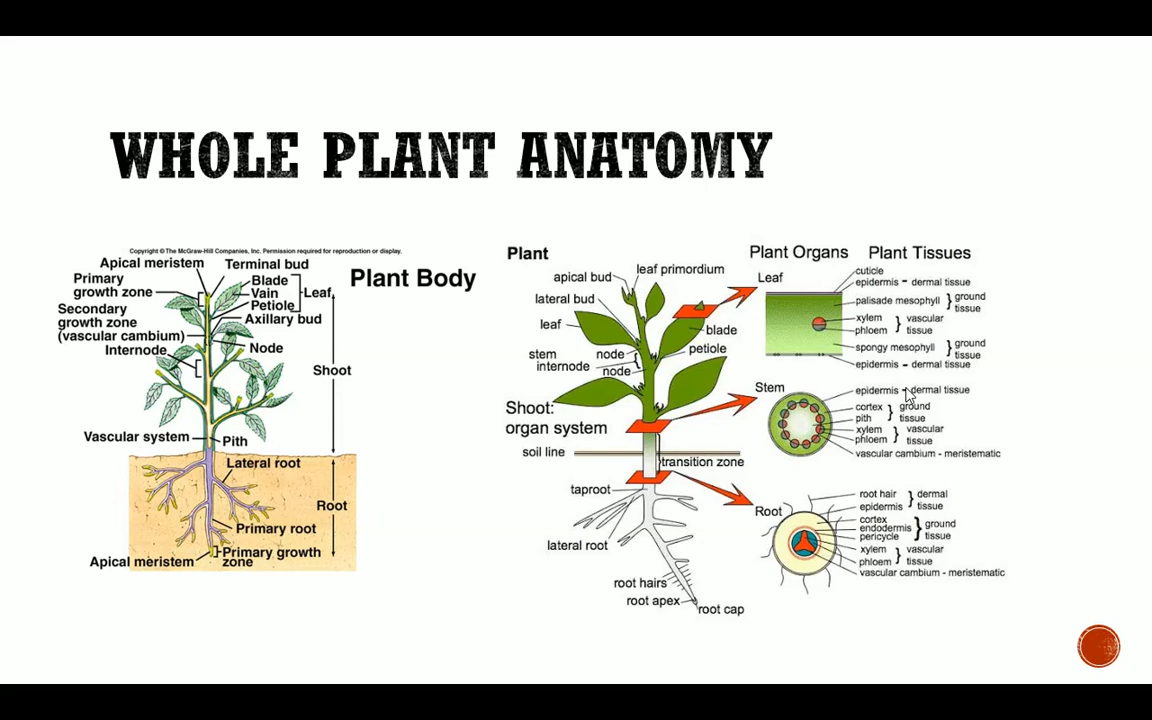 WHOLE PLANT ANATOMY
Copyright © The McGraw-Hill Companies, Inc. Permission required for reproduction or display.
Apical meristem
Terminal bud
Primary
growth zone
Blade
Vain
Petiole
Leaf
Plant Body
Secondary
growth zone
(vascular cambium)
Axillary bud
Internode
Node
Shoot
Vascular system
Pith
Lateral root
Root
Primary root
Apical meristem
Primary growth
zone
Plant
apical bud
leaf primordium
lateral bud
leaf
blade
stem
internode
node
node
petiole
Shoot:
organ system
soil line
transition zone
taproot
lateral root
root hairs
root apex
root cap
Plant Organs
Plant Tissues
Leaf
cuticle
epidermis - dermal tissue
palisade mesophyll } ground
tissue
xylem
phloem
} vascular
tissue
spongy mesophyll } ground
tissue
epidermis - dermal tissue
Stem
epidermis - dermal tissue
cortex
pith
} ground
tissue
xylem
phloem
} vascular
tissue
vascular cambium - meristematic
Root
root hair
epidermis
} dermal
tissue
cortex
endodermis
pericycle
} ground
tissue
xylem
phloem
} vascular
tissue
vascular cambium - meristematic